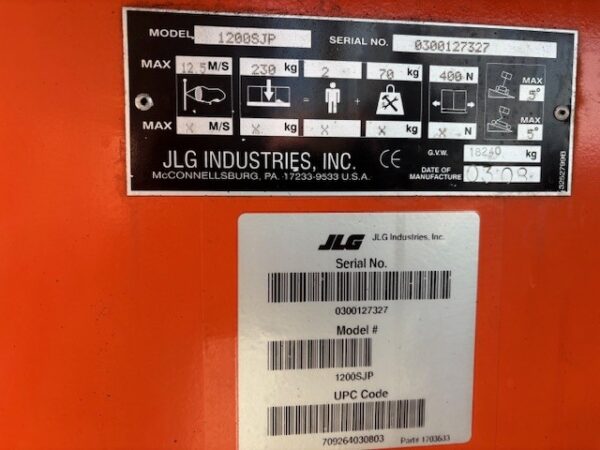 MODEL 1200SJP SERIAL NO. 0300127327
MAX 12.5 M/S 230 kg 2 70 kg 400 N MAX 5°
= +
MAX X M/S X kg X X kg X N MAX 5°
JLG INDUSTRIES, INC. CE G.V.W. 18240 kg
McCONNELLSBURG, PA. 17233-9533 U.S.A. DATE OF MANUFACTURE 03 08
JLG JLG Industries, Inc.
Serial No.
0300127327
Model #
1200SJP
UPC Code
709264030803 Part# 1703633